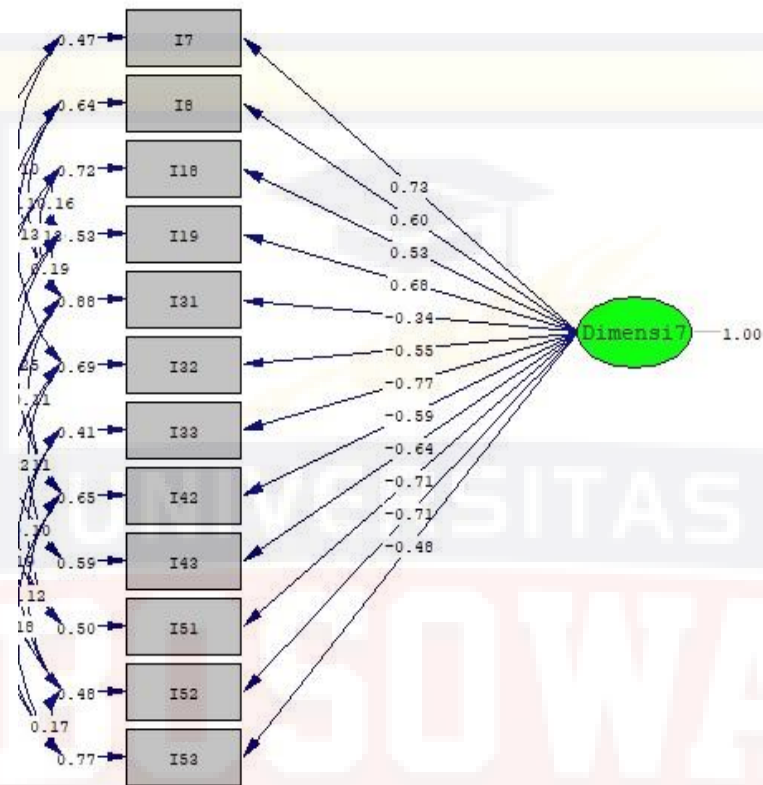 0.47 I7
0.64 I8
0.72 I18
0.53 I19
0.88 I31
0.69 I32
0.41 I33
0.65 I42
0.59 I43
0.50 I51
0.48 I52
0.77 I53
0.73
0.60
0.53
0.68
-0.34
-0.55
-0.77
-0.59
-0.64
-0.71
-0.71
-0.48
Dimensi7 1.00
0.16
0.19
0.17
UNIVERSITAS
BOSOWA